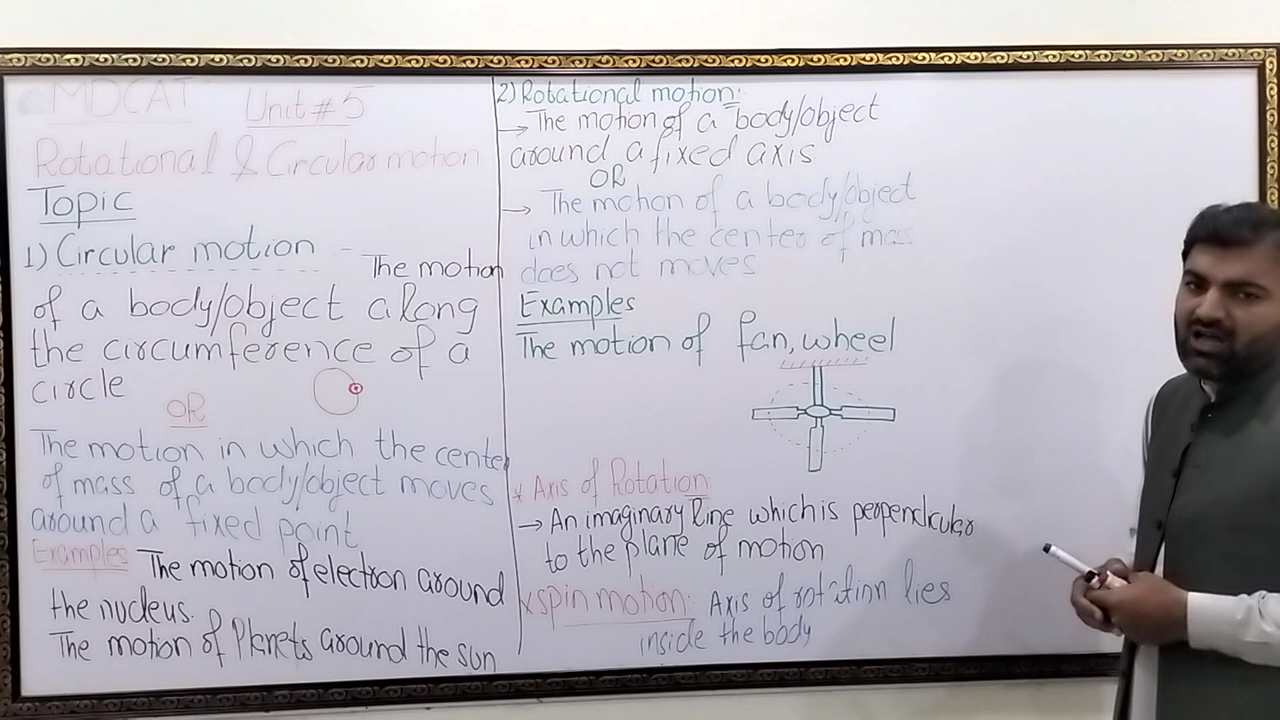 MDCAT Unit # 5
Rotational & Circular motion
Topic
1) Circular motion - The motion
of a body/object along
the circumference of a
circle
OR
The motion in which the center
of mass of a body/object moves
around a fixed point
Examples The motion of electron around
the nucleus.
The motion of Planets around the sun
2) Rotational motion:
→ The motion of a body/object
around a fixed axis
OR
→ The motion of a body/object
in which the center of mass
does not moves
Examples
The motion of fan, wheel
* Axis of Rotation
→ An imaginary line which is perpendicular
to the plane of motion
* spin motion: Axis of rotation lies
inside the body